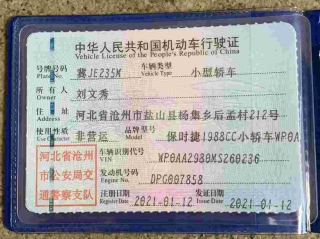 中华人民共和国机动车行驶证
Vehicle License of the People's Republic of China
号牌号码 冀JE235M 车辆类型 小型轿车
Plate No. Vehicle Type
所有人 刘文秀
Owner
住址 河北省沧州市盐山县杨集乡后孟村212号
Address
使用性质 非营运 品牌型号 保时捷1988CC小轿车WP0A
Use Character
河北省沧州 车辆识别代号 WP0AA2980MS260236
VIN
市公安局交 发动机号码 DPG007858
Engine No.
通警察支队 注册日期 2021-01-12 发证日期 2021-01-12
Register Date Issue Date